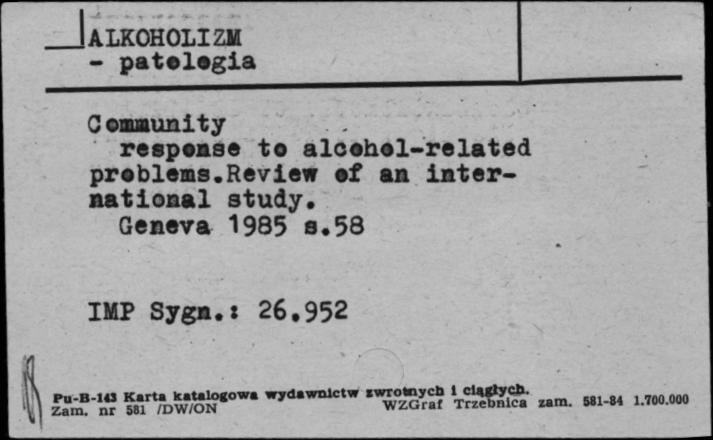 ALKOHOLIZM
- patologia
Community
response to alcohol-related
problems.Review of an inter-
national study.
Geneva 1985 s.58
IMP Sygn.: 26.952
Pu-B-143 Karta katalogowa wydawnictw zwrotnych i ciągłych.
Zam. nr 581 /DW/ON WZGraf Trzebnica zam. 581-84 1.700.000